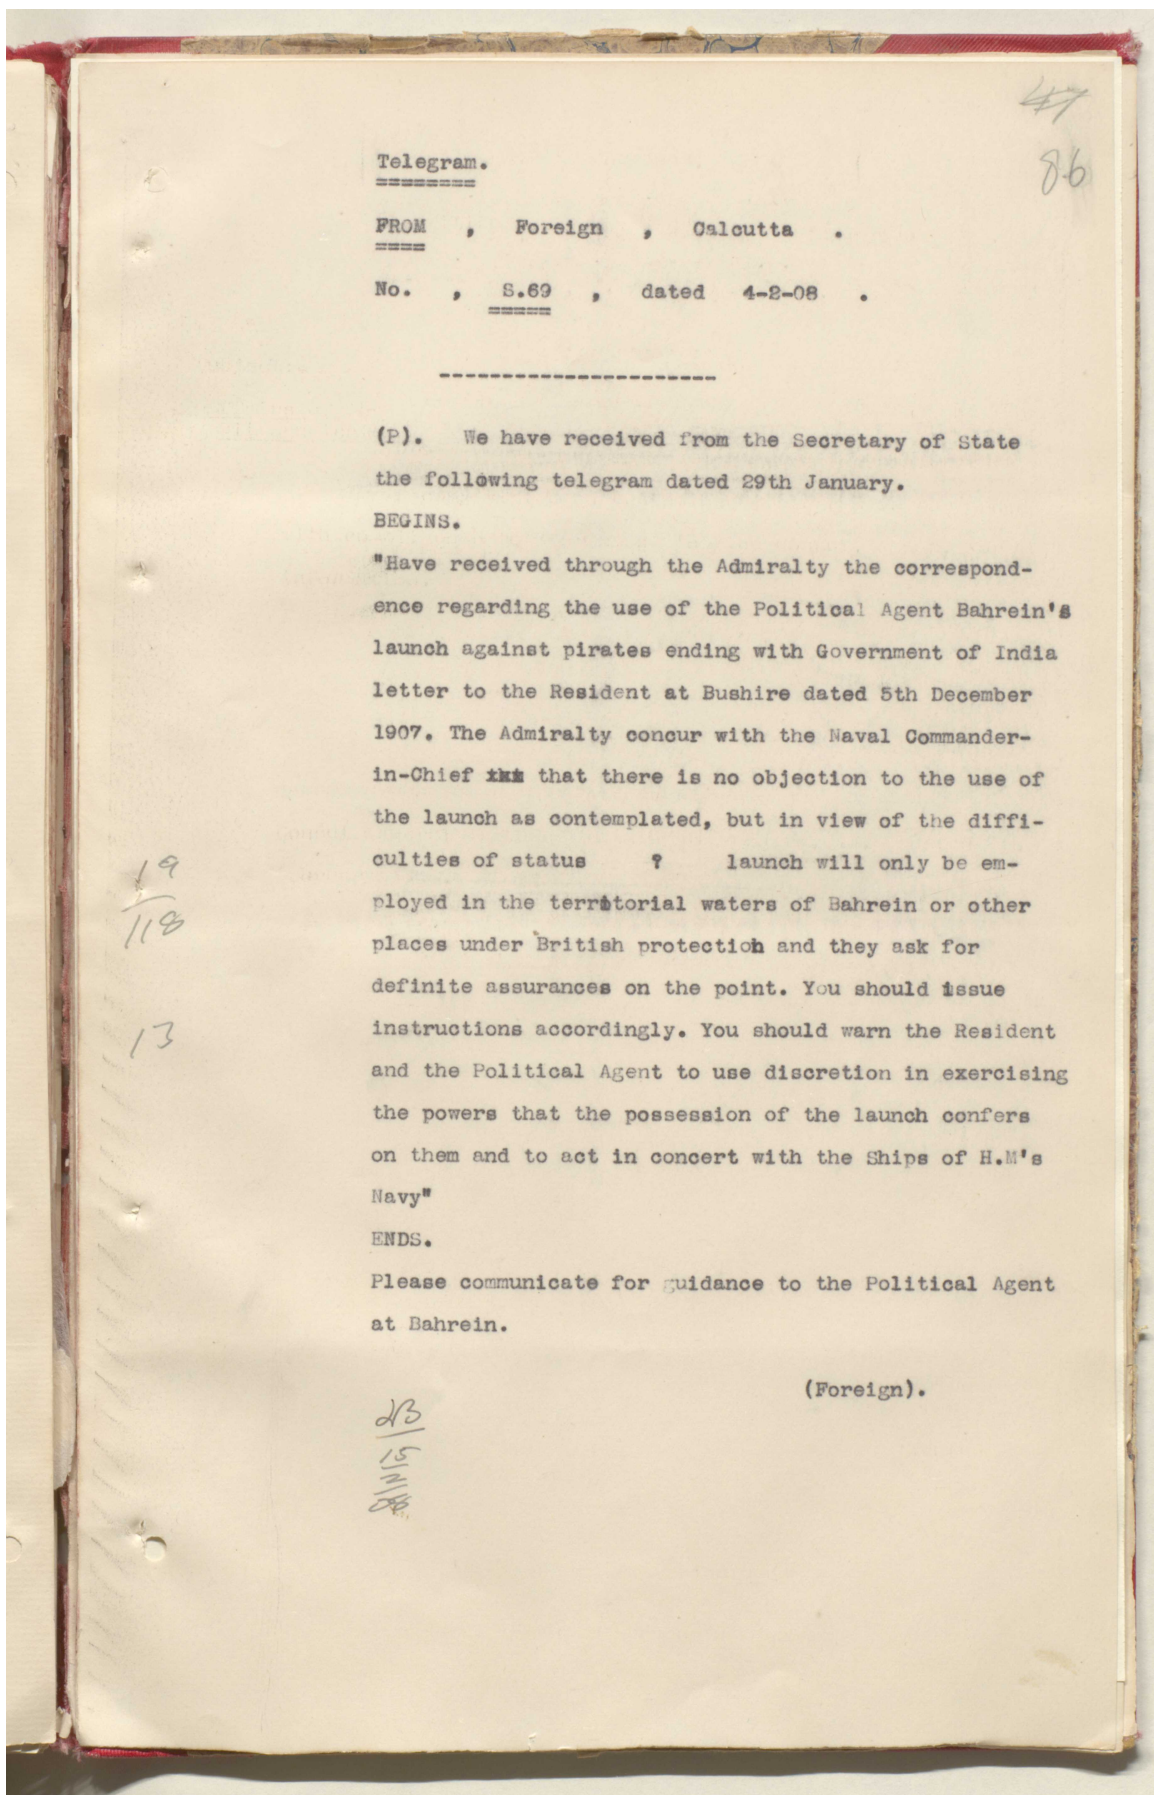 47
86
Telegram.
========
FROM , Foreign , Calcutta .
====
No. , S.69 , dated 4-2-08 .
=====
----------------------
(P). We have received from the Secretary of State
the following telegram dated 29th January.
BEGINS.
"Have received through the Admiralty the correspond-
ence regarding the use of the Political Agent Bahrein's
launch against pirates ending with Government of India
letter to the Resident at Bushire dated 5th December
1907. The Admiralty concur with the Naval Commander-
in-Chief that there is no objection to the use of
the launch as contemplated, but in view of the diffi-
culties of status ? launch will only be em-
ployed in the territorial waters of Bahrein or other
places under British protection and they ask for
definite assurances on the point. You should issue
instructions accordingly. You should warn the Resident
and the Political Agent to use discretion in exercising
the powers that the possession of the launch confers
on them and to act in concert with the Ships of H.M's
Navy"
ENDS.
Please communicate for guidance to the Political Agent
at Bahrein.
(Foreign).
19
118
13
15
2